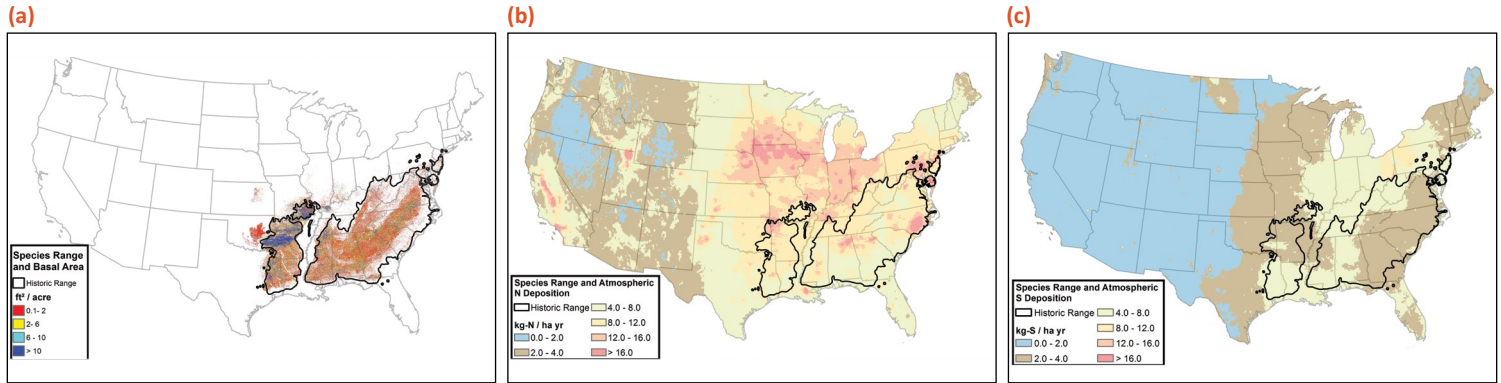 (a)
(b)
(c)
Species Range
and Basal Area
Historic Range
ft² / acre
0.1- 2
2- 6
6 - 10
> 10
Species Range and Atmospheric
N Deposition
Historic Range
kg-N / ha yr
0.0 - 2.0
2.0 - 4.0
4.0 - 8.0
8.0 - 12.0
12.0 - 16.0
> 16.0
Species Range and Atmospheric
S Deposition
Historic Range
kg-S / ha yr
0.0 - 2.0
2.0 - 4.0
4.0 - 8.0
8.0 - 12.0
12.0 - 16.0
> 16.0